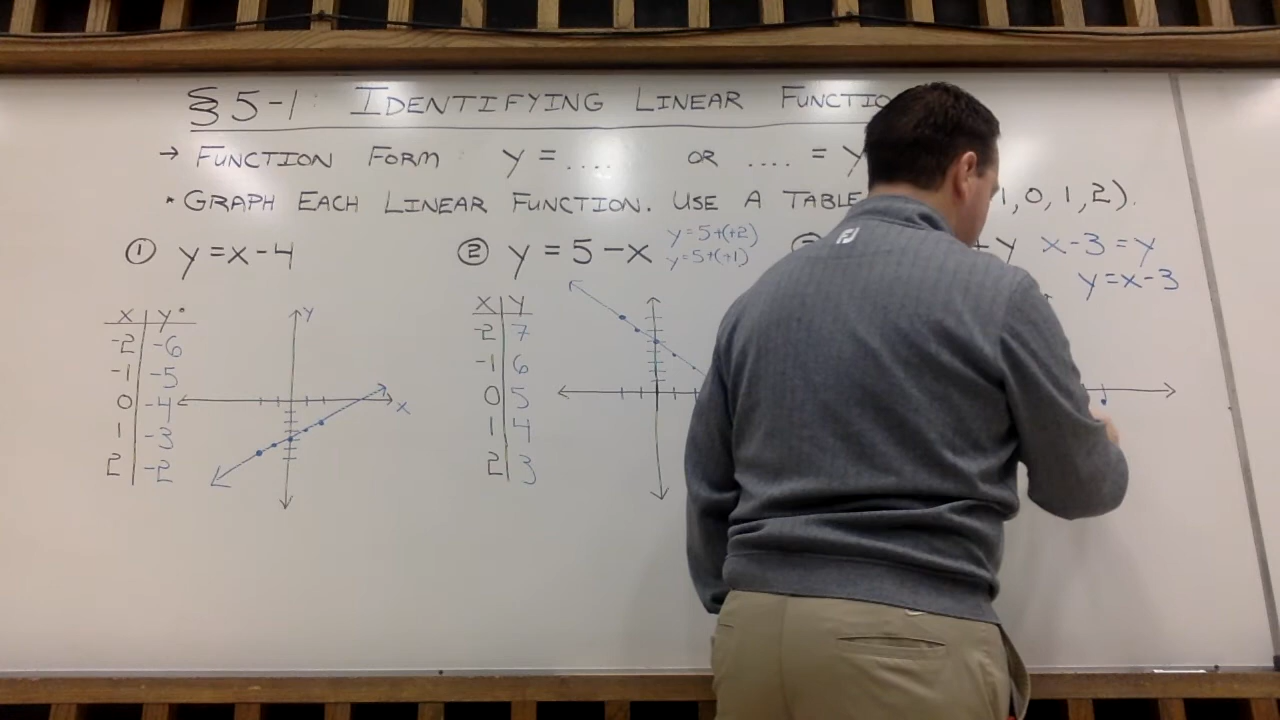 § 5-1: IDENTIFYING LINEAR
→ FUNCTION FORM y = .... OR .... = y
• GRAPH EACH LINEAR FUNCTION. USE A TABLE 1, 0, 1, 2).
① y = x - 4
x y
-2 -6
-1 -5
0 -4
1 -3
2 -2
y
x
② y = 5 - x
y = 5+(+2)
y = 5+(+1)
x y
-2 7
-1 6
0 5
1 4
2 3
+ y x - 3 = y
y = x - 3
FJ